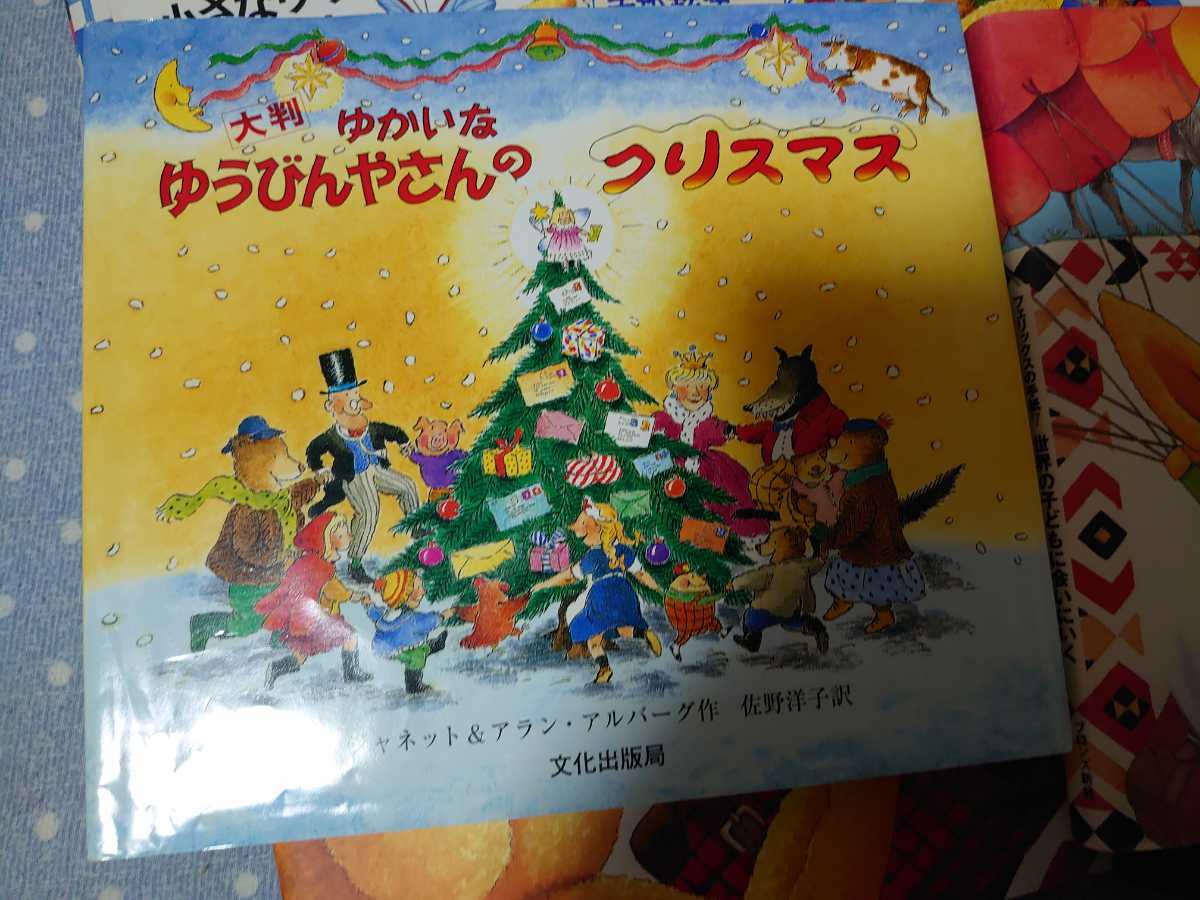 大判
ゆかいな
ゆうびんやさんの
クリスマス
ャネット&アラン・アルバーグ作 佐野洋子訳
文化出版局
世界の子どもに会いにいく